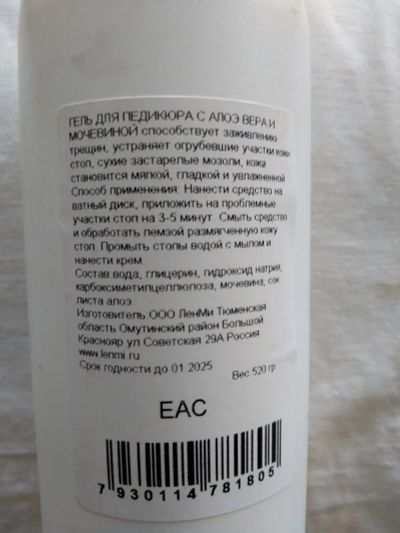 ГЕЛЬ ДЛЯ ПЕДИКЮРА С АЛОЭ ВЕРА И
МОЧЕВИНОЙ способствует заживлению
трещин, устраняет огрубевшие участки кожи
стоп, сухие застарелые мозоли, кожа
становится мягкой, гладкой и увлажненной
Способ применения: Нанести средство на
ватный диск, приложить на проблемные
участки стоп на 3-5 минут. Смыть средство
и обработать пемзой размягченную кожу
стоп. Промыть стопы водой с мылом и
нанести крем
Состав вода, глицерин, гидроксид натрия,
карбоксиметилцеллюлоза, мочевина, сок
листа алоэ.
Изготовитель ООО ЛенМи Тюменская
область Омутинский район Большой
Краснояр ул Советская 29А Россия
www.lenmi.ru
Срок годности до 01 2025
Вес 520 гр
EAC
7 930114 781805